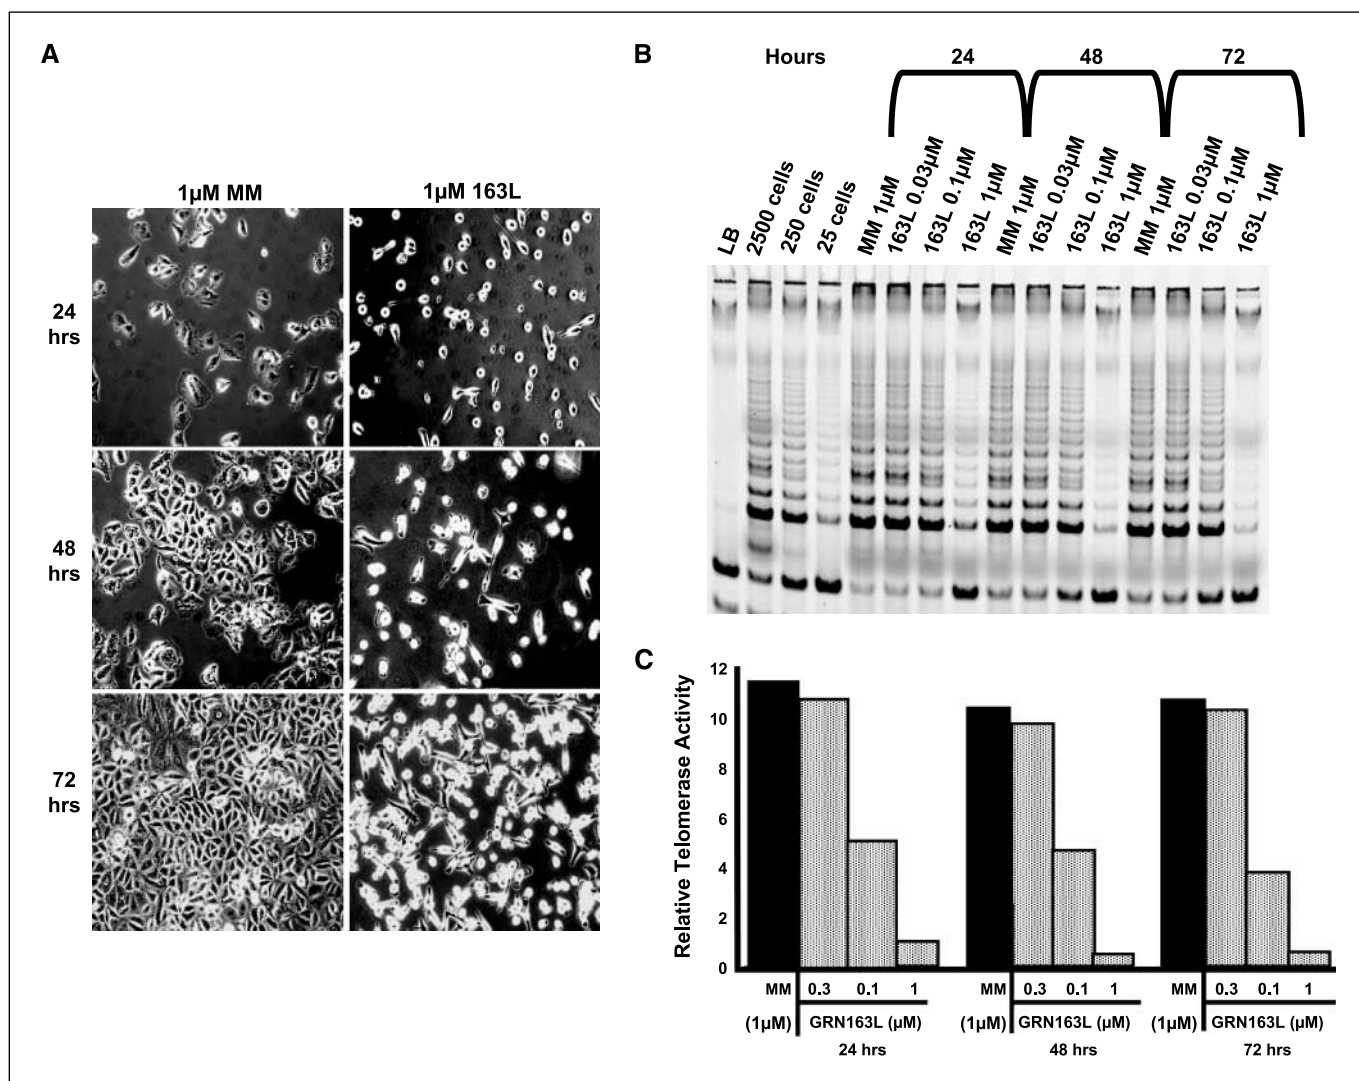 A
1µM MM
1µM 163L
24
hrs
48
hrs
72
hrs
B
Hours
24
48
72
LB
2500 cells
250 cells
25 cells
MM 1µM
163L 0.03µM
163L 0.1µM
163L 1µM
MM 1µM
163L 0.03µM
163L 0.1µM
163L 1µM
MM 1µM
163L 0.03µM
163L 0.1µM
163L 1µM
C
Relative Telomerase Activity
12
10
8
6
4
2
0
MM 0.3 0.1 1 MM 0.3 0.1 1 MM 0.3 0.1 1
(1µM) GRN163L (µM) (1µM) GRN163L (µM) (1µM) GRN163L (µM)
24 hrs 48 hrs 72 hrs